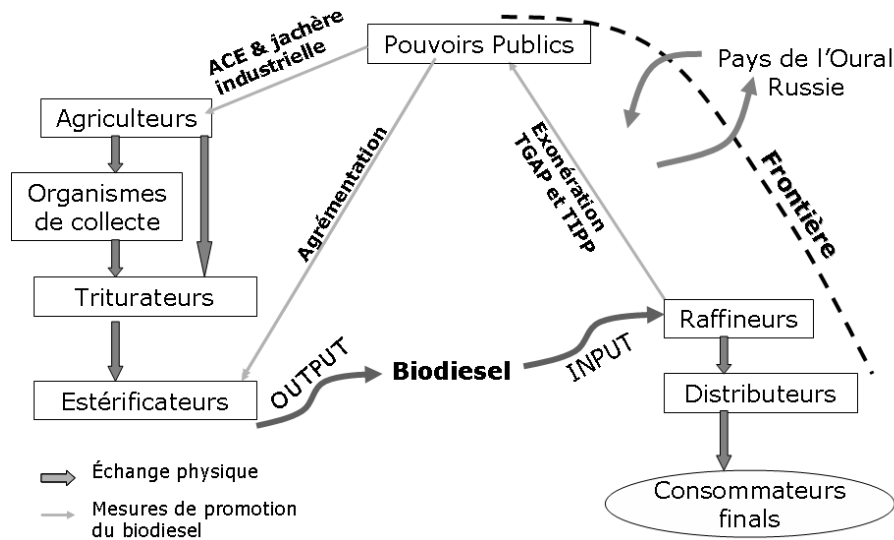 Pouvoirs Publics
ACE & jachère
industrielle
Pays de l'Oural
Russie
Agriculteurs
Organismes
de collecte
Agrémentation
Exonération
TGAP et TIPP
Frontière
Triturateurs
Raffineurs
Estérificateurs
OUTPUT
Biodiesel
INPUT
Distributeurs
Échange physique
Mesures de promotion
du biodiesel
Consommateurs
finals